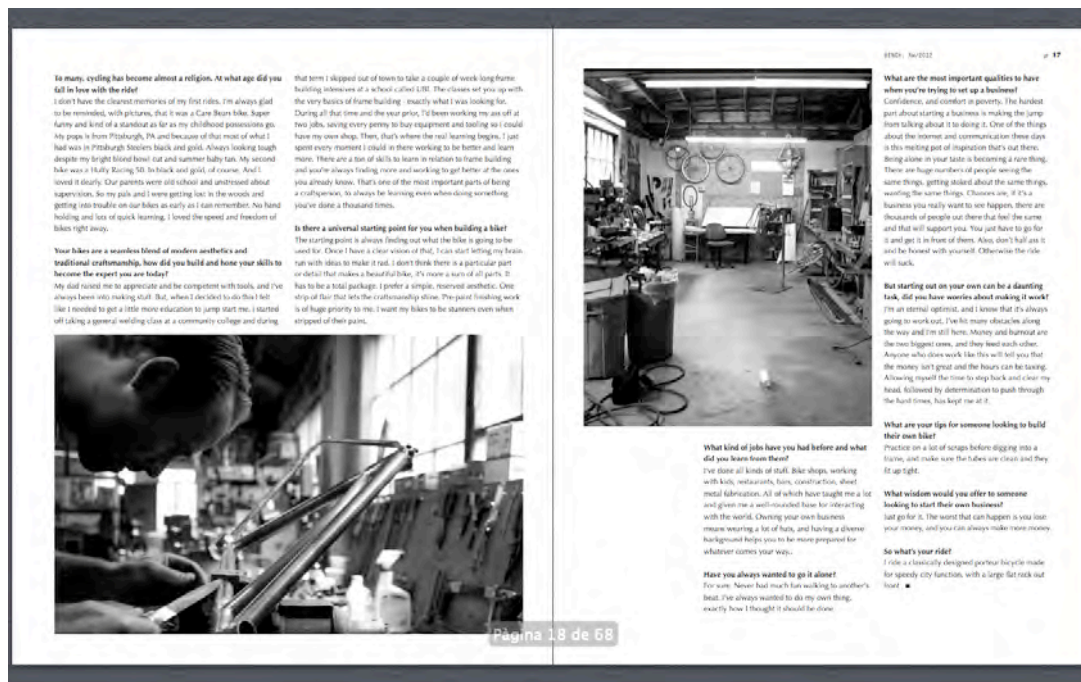 To many, cycling has become almost a religion. At what age did you
fall in love with the ride?
I don't have the clearest memories of my first rides. I'm always glad
to be reminded, with pictures, that it was a Care Bears bike. Super
funny and kind of a standout as far as my childhood possessions go.
My pops is from Pittsburgh, PA and because of that most of what I
had was in Pittsburgh Steelers black and gold. Always looking tough
despite my bright blond bowl cut and summer baby tan. My second
bike was a Huffy Racing 50. In black and gold, of course. And I
loved it dearly. Our parents were old school and unstressed about
supervision. So my pals and I were getting lost in the woods and
getting into trouble on our bikes as early as I can remember. No hand
holding and lots of quick learning. I loved the speed and freedom of
bikes right away.
Your bikes are a seamless blend of modern aesthetics and
traditional craftsmanship, how did you build and hone your skills to
become the expert you are today?
My dad raised me to appreciate and be competent with tools, and I've
always been into making stuff. But, when I decided to do this I felt
like I needed to get a little more education to jump start me. I started
off taking a general welding class at a community college and during
that term I skipped out of town to take a couple of week-long frame
building intensives at a school called UBI. The classes set you up with
the very basics of frame building - exactly what I was looking for.
During all that time and the year prior, I'd been working my ass off at
two jobs, saving every penny to buy equipment and tooling so I could
have my own shop. Then, that's where the real learning begins. I just
spent every moment I could in there working to be better and learn
more. There are a ton of skills to learn in relation to frame building
and you're always finding more and working to get better at the ones
you already know. That's one of the most important parts of being
a craftsperson, to always be learning even when doing something
you've done a thousand times.
Is there a universal starting point for you when building a bike?
The starting point is always finding out what the bike is going to be
used for. Once I have a clear vision of that, I can start letting my brain
run with ideas to make it rad. I don't think there is a particular part
or detail that makes a beautiful bike, it's more a sum of all parts. It
has to be a total package. I prefer a simple, reserved aesthetic. One
strip of flair that lets the craftsmanship shine. Pre-paint finishing work
is of huge priority to me. I want my bikes to be stunners even when
stripped of their paint.
p 17
What kind of jobs have you had before and what
did you learn from them?
I've done all kinds of stuff. Bike shops, working
with kids, restaurants, bars, construction, sheet
metal fabrication. All of which have taught me a lot
and given me a well-rounded base for interacting
with the world. Owning your own business
means wearing a lot of hats, and having a diverse
background helps you to be more prepared for
whatever comes your way..
Have you always wanted to go it alone?
For sure. Never had much fun walking to another's
beat. I've always wanted to do my own thing,
exactly how I thought it should be done.
What are the most important qualities to have
when you're trying to set up a business?
Confidence, and comfort in poverty. The hardest
part about starting a business is making the jump
from talking about it to doing it. One of the things
about the internet and communication these days
is this melting pot of inspiration that's out there.
Being alone in your taste is becoming a rare thing.
There are huge numbers of people seeing the
same things, getting stoked about the same things,
wanting the same things. Chances are, if it's a
business you really want to see happen, there are
thousands of people out there that feel the same
and that will support you. You just have to go for
it and get it in front of them. Also, don't half ass it
and be honest with yourself. Otherwise the ride
will suck.
But starting out on your own can be a daunting
task, did you have worries about making it work?
I'm an eternal optimist, and I know that it's always
going to work out. I've hit many obstacles along
the way and I'm still here. Money and burnout are
the two biggest ones, and they feed each other.
Anyone who does work like this will tell you that
the money isn't great and the hours can be taxing.
Allowing myself the time to step back and clear my
head, followed by determination to push through
the hard times, has kept me at it.
What are your tips for someone looking to build
their own bike?
Practice on a lot of scraps before digging into a
frame, and make sure the tubes are clean and they
fit up tight.
What wisdom would you offer to someone
looking to start their own business?
Just go for it. The worst that can happen is you lose
your money, and you can always make more money.
So what's your ride?
I ride a classically designed porteur bicycle made
for speedy city function, with a large flat rack out
front.
Página 18 de 68